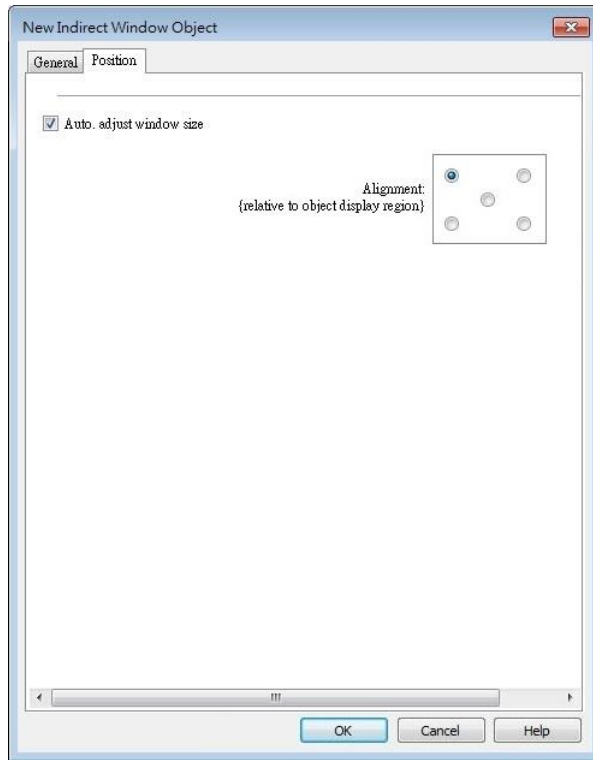 New Indirect Window Object
General Position
Auto. adjust window size
Alignment:
{relative to object display region}
OK Cancel Help